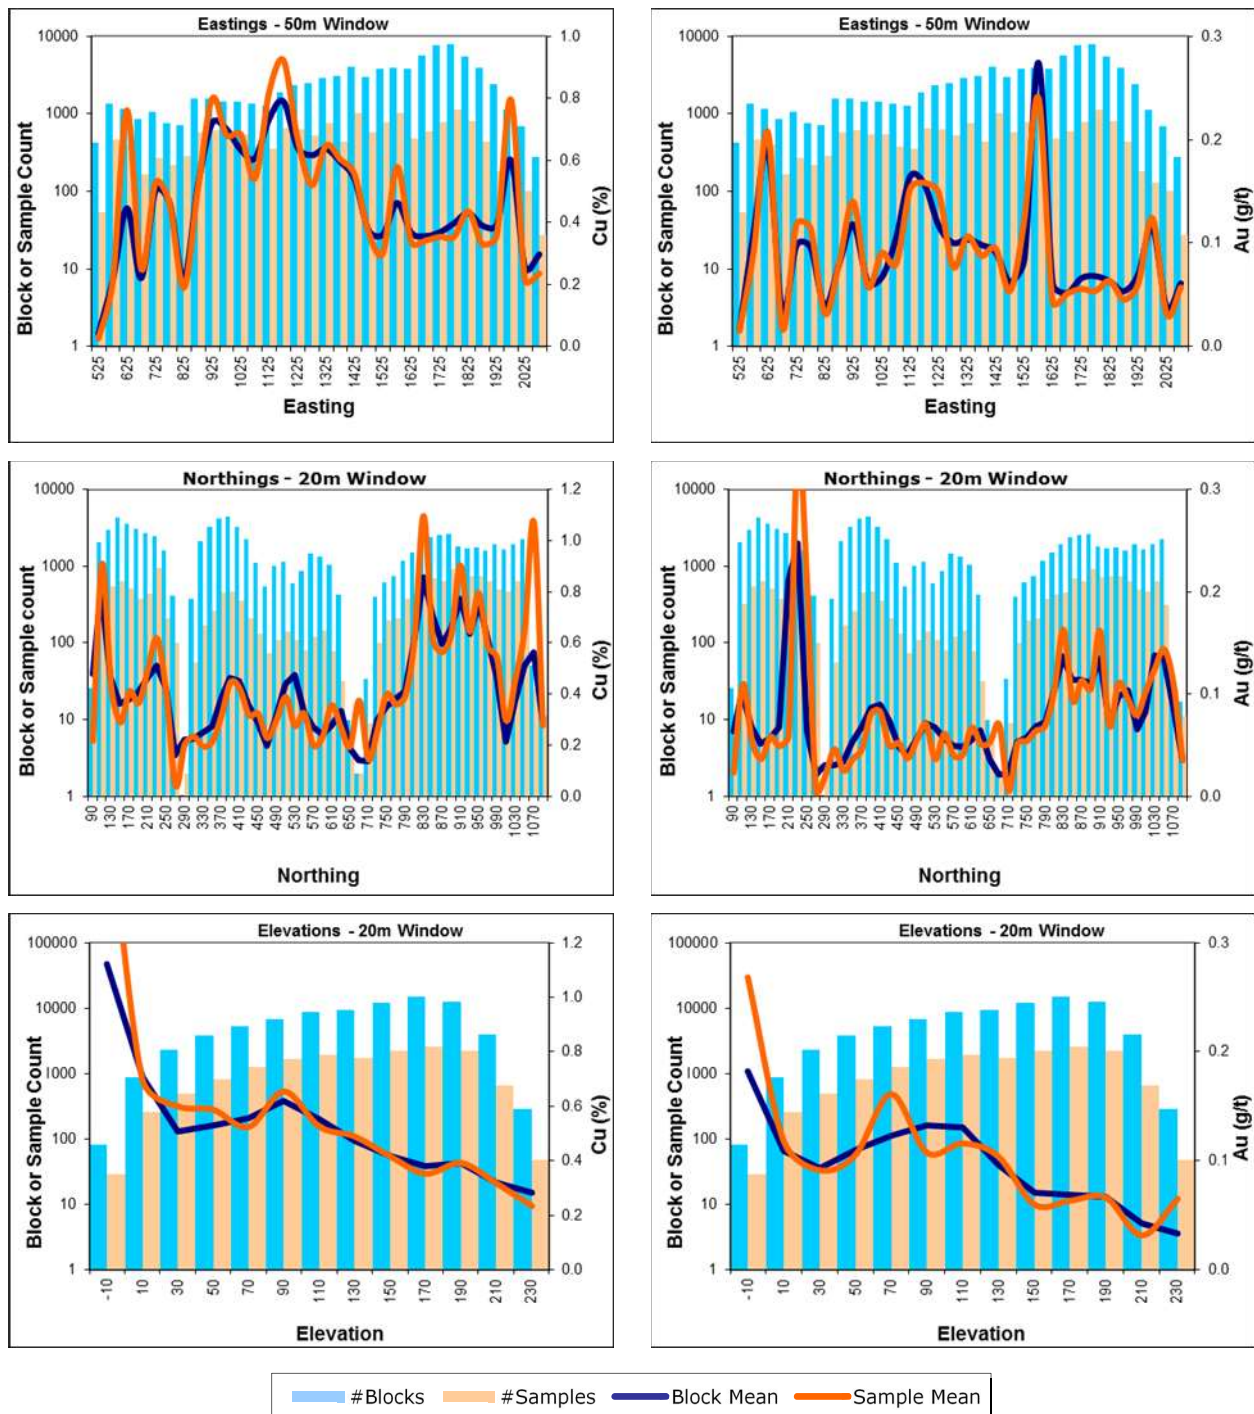 Eastings - 50m Window
10000
1000
100
10
1
1.0
0.8
0.6
0.4
0.2
0.0
Block or Sample Count
Cu (%)
525 625 725 825 925 1025 1125 1225 1325 1425 1525 1625 1725 1825 1925 2025
Easting
Eastings - 50m Window
10000
1000
100
10
1
0.3
0.2
0.1
0.0
Block or Sample Count
Au (g/t)
525 625 725 825 925 1025 1125 1225 1325 1425 1525 1625 1725 1825 1925 2025
Easting
Northings - 20m Window
10000
1000
100
10
1
1.2
1.0
0.8
0.6
0.4
0.2
0.0
Block or Sample count
Cu (%)
90 130 170 210 250 290 330 370 410 450 490 530 570 610 650 710 750 790 830 870 910 950 990 1030 1070
Northing
Northings - 20m Window
10000
1000
100
10
1
0.3
0.2
0.1
0.0
Block or Sample count
Au (g/t)
90 130 170 210 250 290 330 370 410 450 490 530 570 610 650 710 750 790 830 870 910 950 990 1030 1070
Northing
Elevations - 20m Window
100000
10000
1000
100
10
1
1.2
1.0
0.8
0.6
0.4
0.2
0.0
Block or Sample Count
Cu (%)
-10 10 30 50 70 90 110 130 150 170 190 210 230
Elevation
Elevations - 20m Window
100000
10000
1000
100
10
1
0.3
0.2
0.1
0.0
Block or Sample Count
Au (g/t)
-10 10 30 50 70 90 110 130 150 170 190 210 230
Elevation
#Blocks #Samples Block Mean Sample Mean